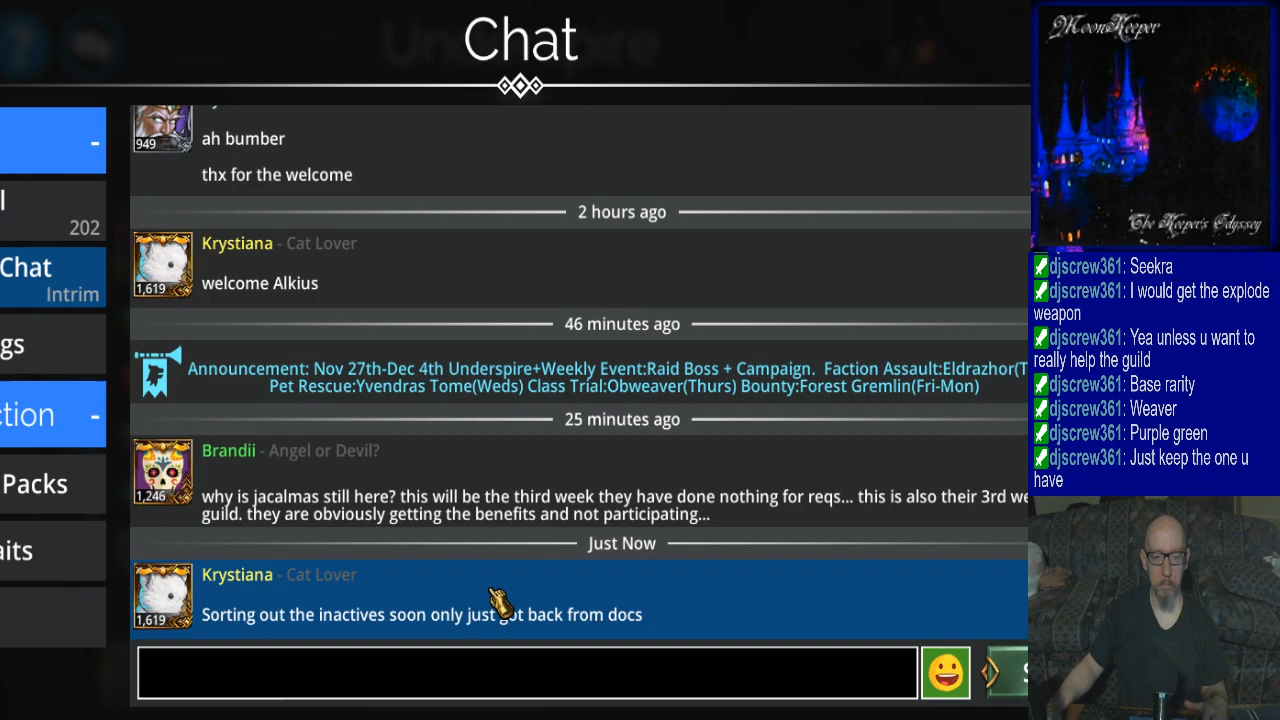 Chat
MoonKeeper
The Keeper's Odyssey
949
ah bumber
thx for the welcome
2 hours ago
202
Chat
Intrim
gs
ction
Packs
aits
Krystiana - Cat Lover
1,619
welcome Alkius
46 minutes ago
Announcement: Nov 27th-Dec 4th Underspire+Weekly Event:Raid Boss + Campaign. Faction Assault:Eldrazhor(T
Pet Rescue:Yvendras Tome(Weds) Class Trial:Obweaver(Thurs) Bounty:Forest Gremlin(Fri-Mon)
25 minutes ago
Brandii - Angel or Devil?
1,246
why is jacalmas still here? this will be the third week they have done nothing for reqs... this is also their 3rd we
guild. they are obviously getting the benefits and not participating...
Just Now
Krystiana - Cat Lover
1,619
Sorting out the inactives soon only just got back from docs
djscrew361: Seekra
djscrew361: I would get the explode
weapon
djscrew361: Yea unless u want to
really help the guild
djscrew361: Base rarity
djscrew361: Weaver
djscrew361: Purple green
djscrew361: Just keep the one u
have